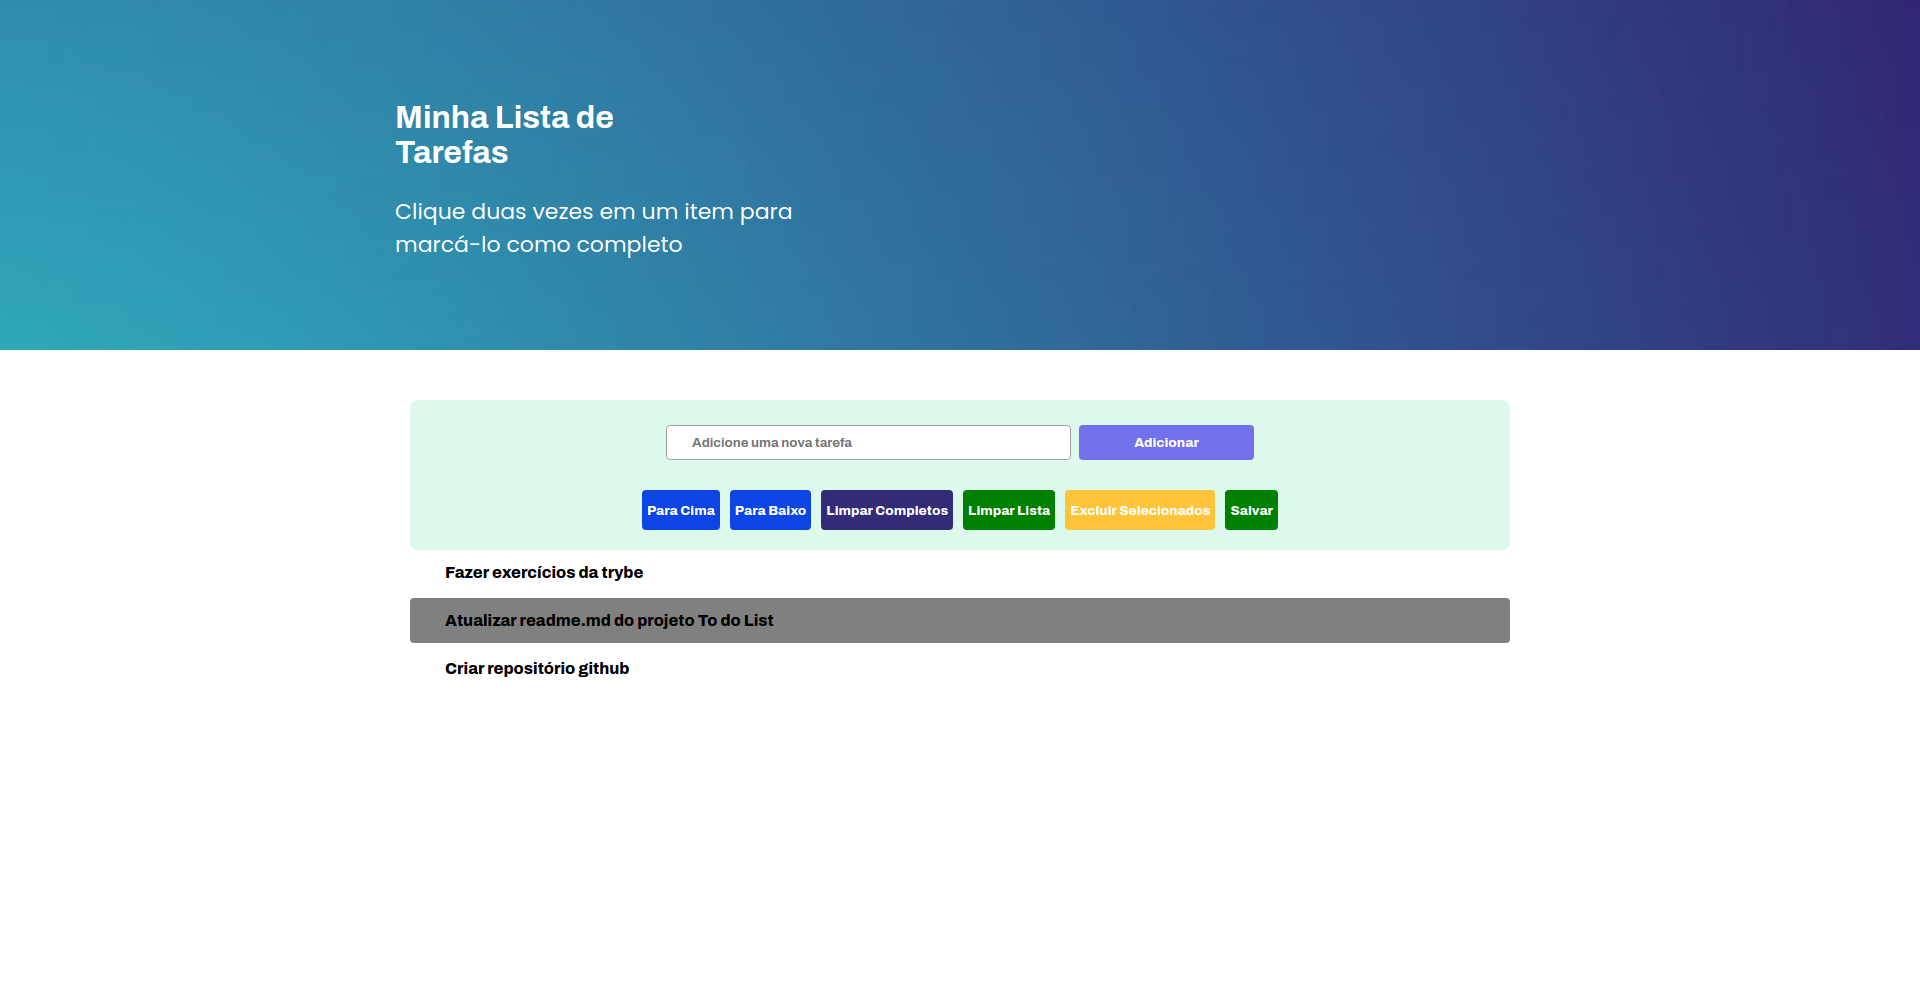 Minha Lista de
Tarefas
Clique duas vezes em um item para
marcá-lo como completo
Adicione uma nova tarefa
Adicionar
Para Cima
Para Baixo
Limpar Completos
Limpar Lista
Excluir Selecionados
Salvar
Fazer exercícios da trybe
Atualizar readme.md do projeto To do List
Criar repositório github